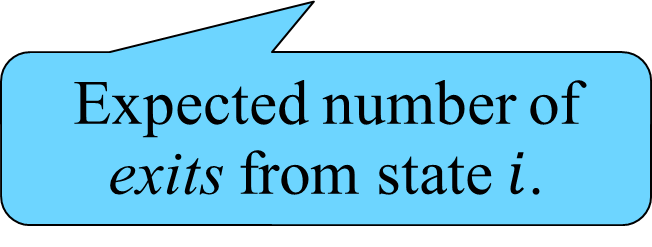 Expected number of
exits from state i.